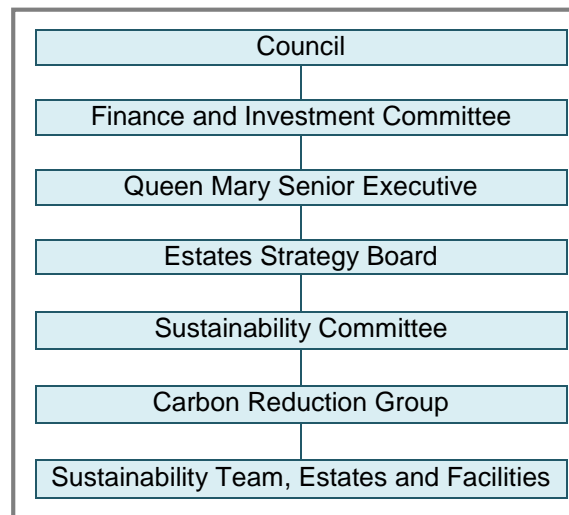 Council
Finance and Investment Committee
Queen Mary Senior Executive
Estates Strategy Board
Sustainability Committee
Carbon Reduction Group
Sustainability Team, Estates and Facilities